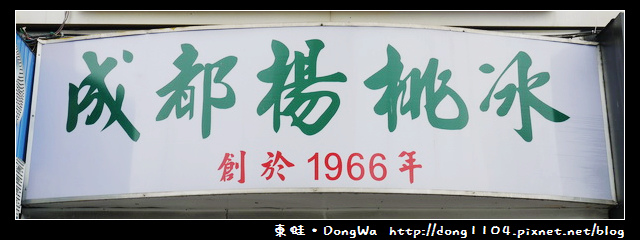 成都楊桃冰
創於1966年
東蛙·DongWa http://dong1104.pixnet.net/blog